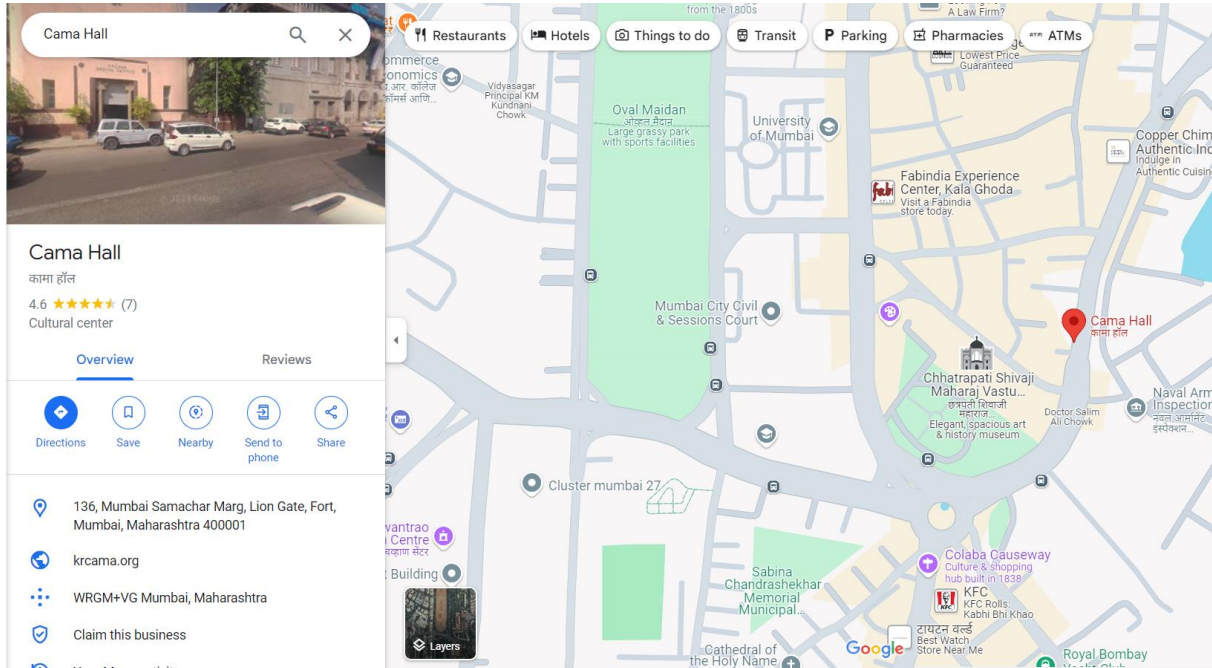 Cama Hall
Cama Hall
कामा हॉल
4.6
(7)
Cultural center
Overview
Reviews
Directions
Save
Nearby
Send to
phone
Share
136, Mumbai Samachar Marg, Lion Gate, Fort,
Mumbai, Maharashtra 400001
krcama.org
WRGM+VG Mumbai, Maharashtra
Claim this business
Restaurants
Hotels
Things to do
Transit
P Parking
Pharmacies
ATMs
from the 1800s
A Law Firm?
Lowest Price
Guaranteed
Vidyasagar
Principal KM
Kundnani
Chowk
Oval Maidan
ओव्हल मैदान
Large grassy park
with sports facilities
University
of Mumbai
Copper Chim
Authentic Ind
Indulge in
Authentic Cuisin
fabi
Fabindia Experience
Center, Kala Ghoda
Visit a Fabindia
store today.
Mumbai City Civil
& Sessions Court
Cama Hall
कामा हॉल
Chhatrapati Shivaji
Maharaj Vastu...
छत्रपती शिवाजी
महाराज...
Elegant, spacious art
& history museum
Doctor Salim
Ali Chowk
Naval Arm
Inspection
नवल आर्मामेंट
इंस्पेक्शन...
Cluster mumbai 27
Colaba Causeway
Culture & shopping
hub built in 1838
Building
Sabina
Chandrashekhar
Memorial
Municipal...
KFC
KFC
KFC Rolls:
Kabhi Bhi Khao
टायटन वर्ल्ड
Best Watch
Store Near Me
Layers
Google
Cathedral of
the Holy Name
Royal Bombay